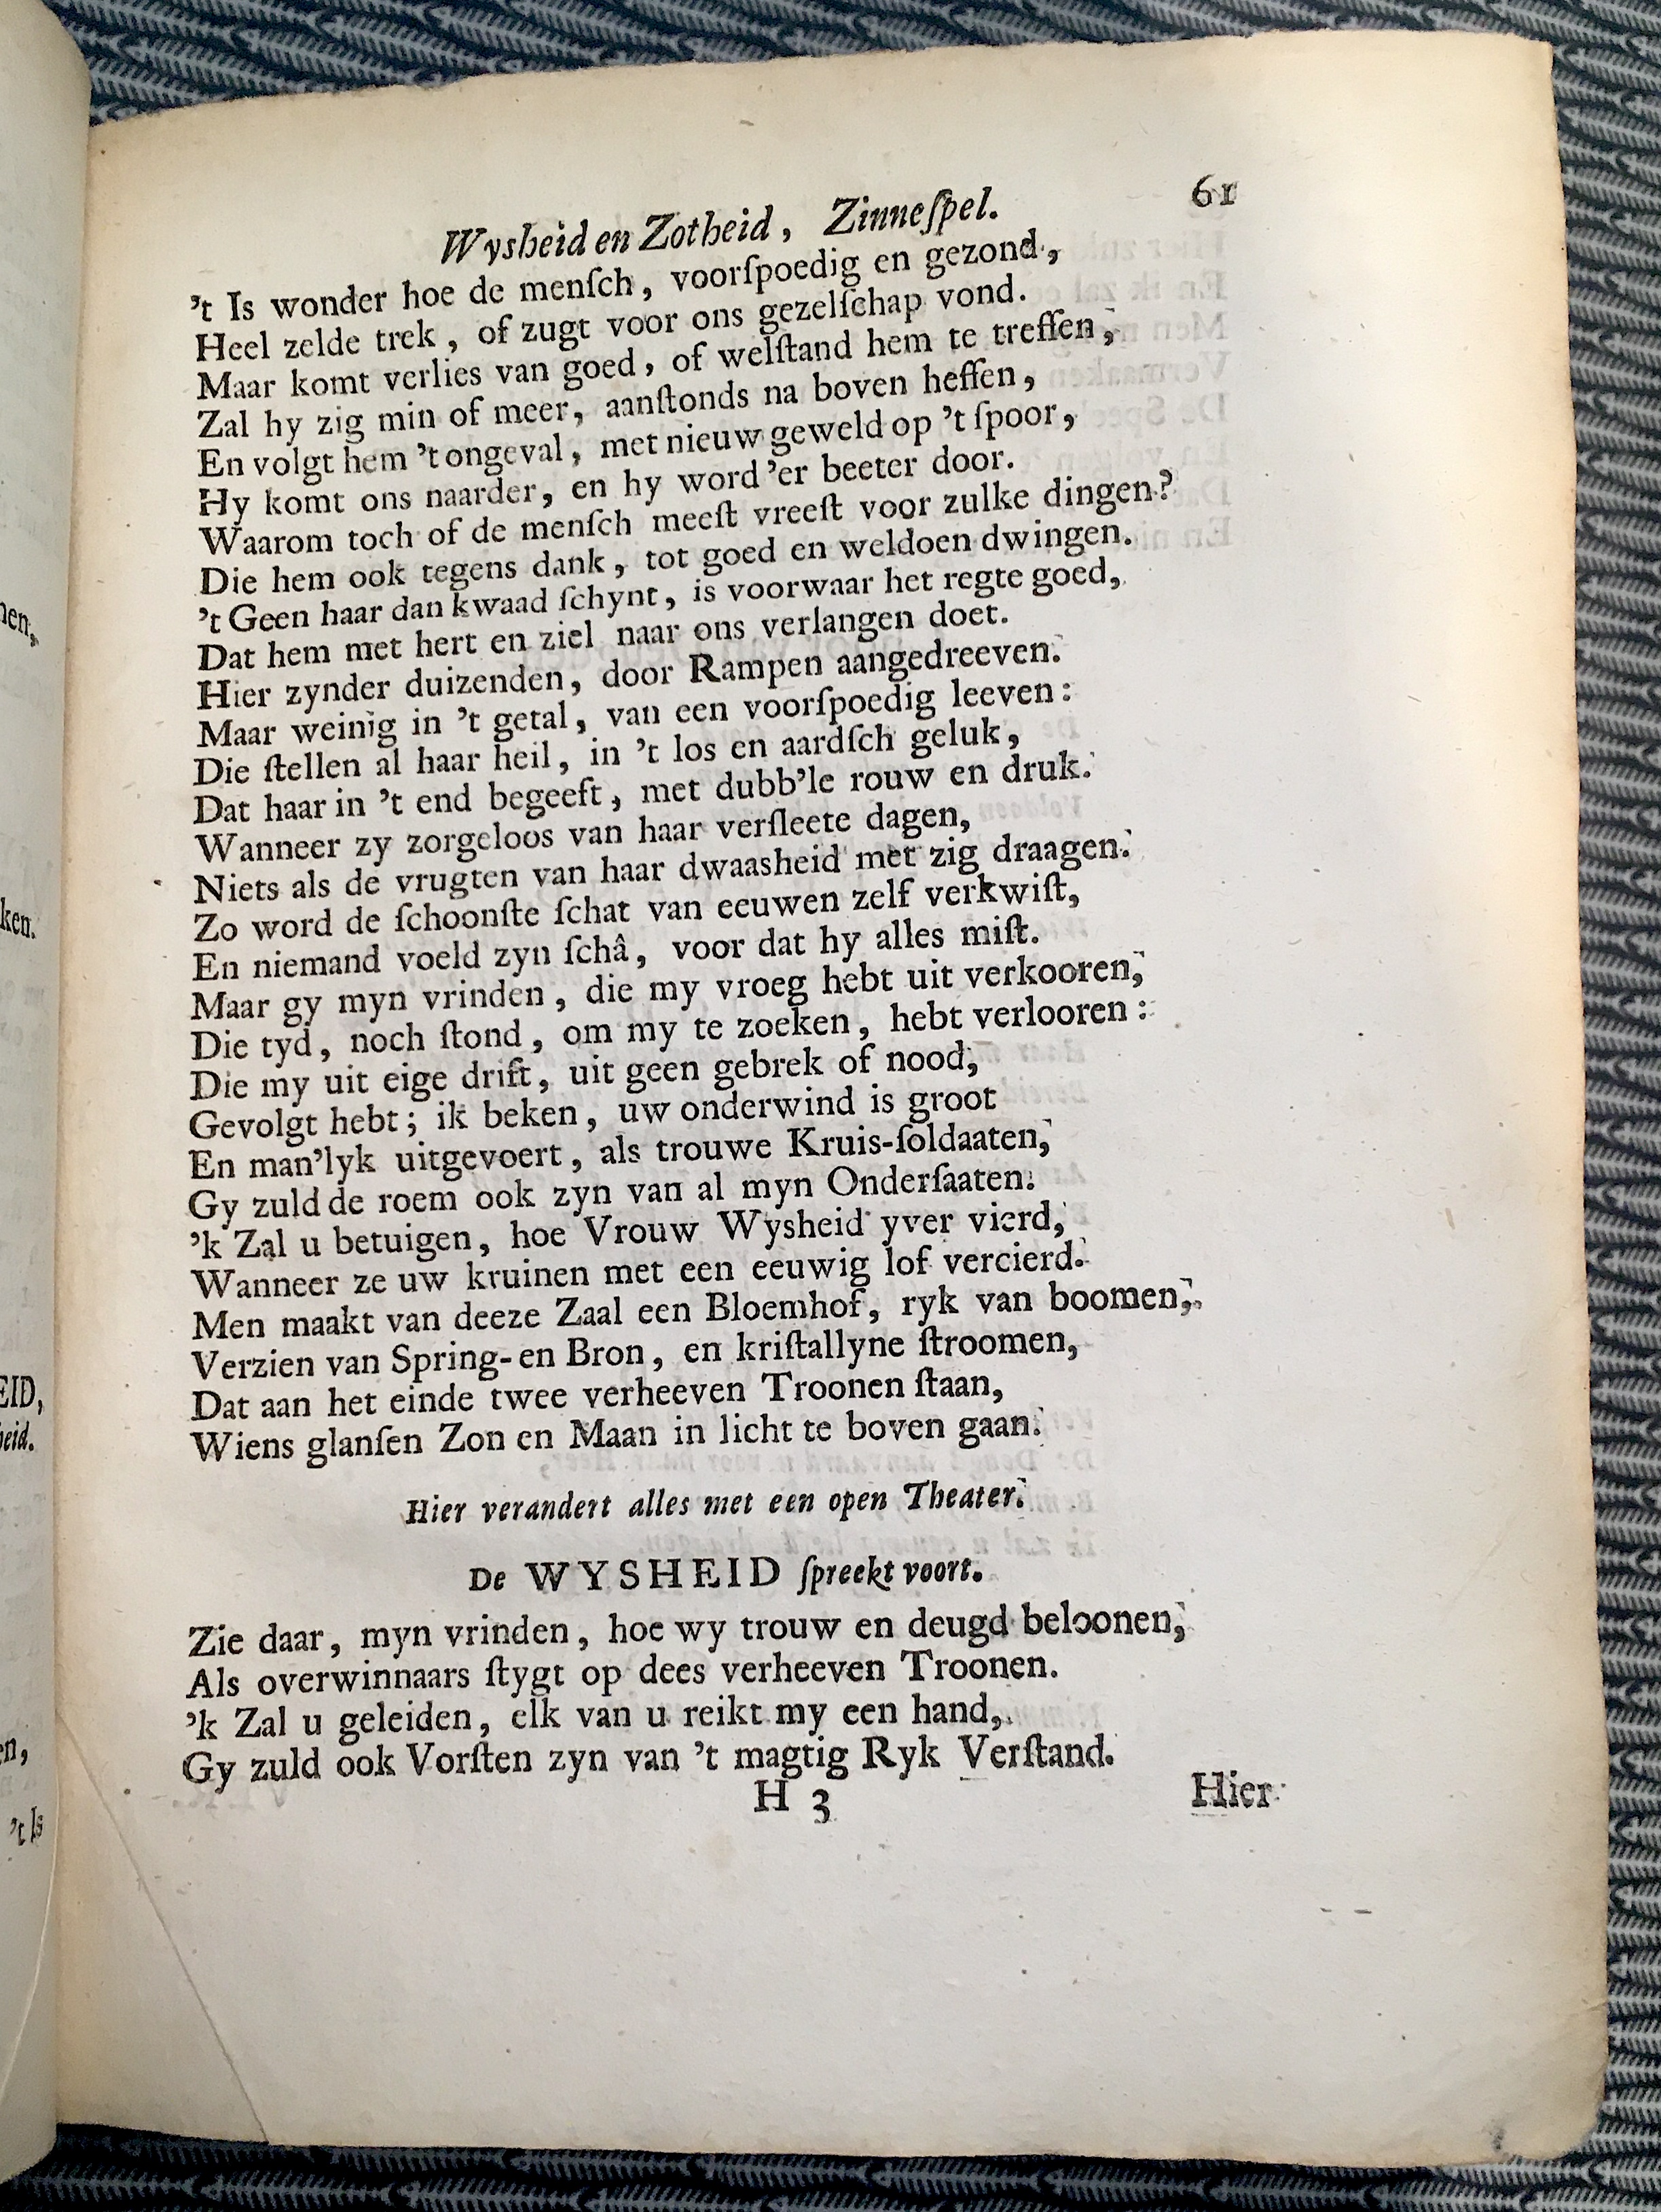 Wysheid en Zotheid, Zinneſpel. 61
’t Is wonder hoe de menſch, voorſpoedig en gezond,
Heel zelde trek, of zugt voor ons gezelſchap vond.
Maar komt verlies van goed, of welſtand hem te treffen,
Zal hy zig min of meer, aanſtonds na boven heffen,
En volgt hem ’t ongeval, met nieuw geweld op ’t ſpoor,
Hy komt ons naarder, en hy word ’er beeter door.
Waarom toch of de menſch meeſt vreeſt voor zulke dingen?
Die hem ook tegens dank, tot goed en weldoen dwingen.
’t Geen haar dan kwaad ſchynt, is voorwaar het regte goed,
Dat hem met hert en ziel naar ons verlangen doet.
Hier zynder duizenden, door Rampen aangedreeven.
Maar weinig in ’t getal, van een voorſpoedig leeven:
Die ſtellen al haar heil, in ’t los en aardſch geluk,
Dat haar in ’t end begeeft, met dubb’le rouw en druk.
Wanneer zy zorgeloos van haar verſleete dagen,
Niets als de vrugten van haar dwaasheid met zig draagen.
Zo word de ſchoonſte ſchat van eeuwen zelf verkwiſt,
En niemand voeld zyn ſchâ, voor dat hy alles miſt.
Maar gy myn vrinden, die my vroeg hebt uit verkooren,
Die tyd, noch ſtond, om my te zoeken, hebt verlooren:
Die my uit eige drift, uit geen gebrek of nood,
Gevolgt hebt; ik beken, uw onderwind is groot
En man’lyk uitgevoert, als trouwe Kruis-ſoldaaten,
Gy zuld de roem ook zyn van al myn Onderſaaten.
’k Zal u betuigen, hoe Vrouw Wysheid yver vierd,
Wanneer ze uw kruinen met een eeuwig lof vercierd.
Men maakt van deeze Zaal een Bloemhof, ryk van boomen,
Verzien van Spring- en Bron, en kriſtallyne ſtroomen,
Dat aan het einde twee verheeven Troonen ſtaan,
Wiens glanſen Zon en Maan in licht te boven gaan.
Hier verandert alles met een open Theater.
De WYSHEID ſpreekt voort.
Zie daar, myn vrinden, hoe wy trouw en deugd beloonen,
Als overwinnaars ſtygt op dees verheeven Troonen.
’k Zal u geleiden, elk van u reikt my een hand,
Gy zuld ook Vorſten zyn van ’t magtig Ryk Verſtand.
H 3 Hier
ken.
EID,
heid.
en,
’t Is